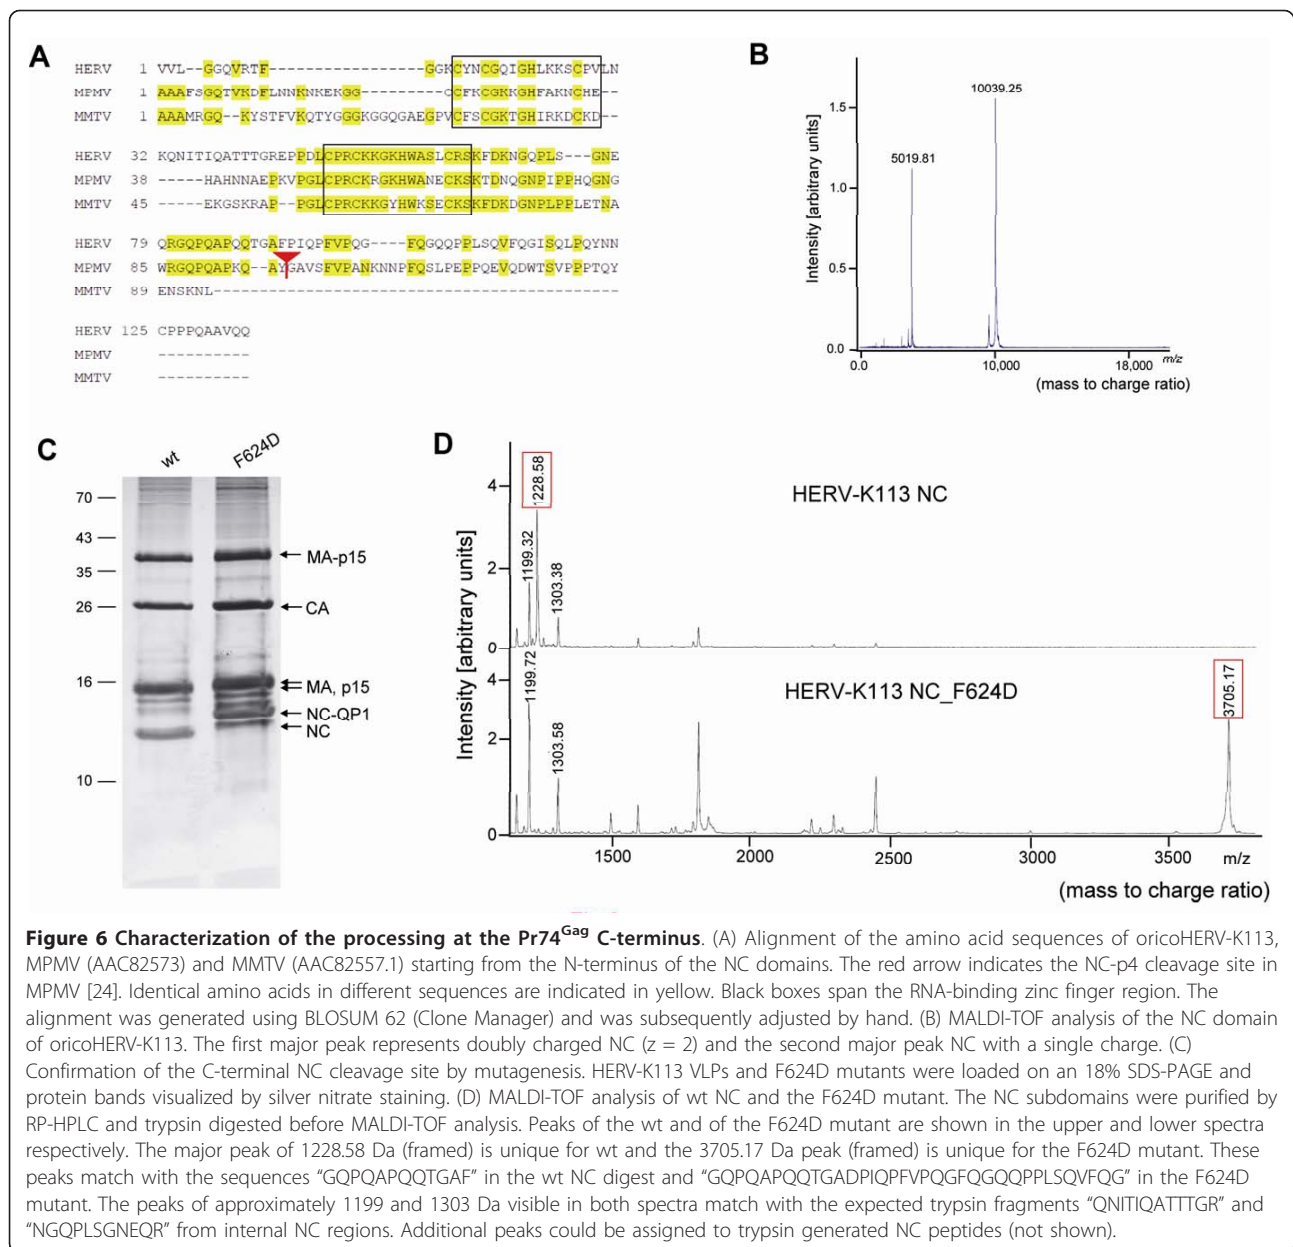 A
HERV 1 VVL--GGQVRTF-----------------GGKCYNCGQIGHLKKSCPVLN
MPMV 1 AAAFSGQTVKDFLNNKNKEKGG---------CCFKCGKKGHFAKNCHE--
MMTV 1 AAAMRGQ--KYSTFVKQTYGGGKGGQGAEGPVCFSCGKTGHIRKDCKD--
HERV 32 KQNITIQATTTGREPPDLCPRCKKGKHWASLCRSKFDKNGQPLS---GNE
MPMV 38 -----HAHNNAEPKVPGLCPRCKRGKHWANECKSKTDNQGNPIPPHQGNG
MMTV 45 -----EKGSKRAP--PGLCPRCKKGYHWKSECKSKFDKDGNPLPPLETNA
HERV 79 QRGQPQAPQQTGAFPIQPFVPQG----FQGQQPPLSQVFQGISQLPQYNN
MPMV 85 WRGQPQAPKQ--AYGAVSFVPANKNNPFQSLPEPPQEVQDWTSVPPPTQY
MMTV 89 ENSKNL--------------------------------------------
HERV 125 CPPPQAAVQQ
MPMV ----------
MMTV ----------
B
Intensity [arbitrary units]
1.5
1.0
0.5
0.0
5019.81
10039.25
0.0 10,000 18,000 m/z
(mass to charge ratio)
C
wt F624D
70
43
35
26
16
10
MA-p15
CA
MA, p15
NC-QP1
NC
D
Intensity [arbitrary units]
4
2
0
1199.32
1228.58
1303.38
HERV-K113 NC
4
2
0
1199.72
1303.58
HERV-K113 NC_F624D
3705.17
1500 2000 2500 3000 3500 m/z
(mass to charge ratio)
Figure 6 Characterization of the processing at the Pr74Gag C-terminus. (A) Alignment of the amino acid sequences of oricoHERV-K113,
MPMV (AAC82573) and MMTV (AAC82557.1) starting from the N-terminus of the NC domains. The red arrow indicates the NC-p4 cleavage site in
MPMV [24]. Identical amino acids in different sequences are indicated in yellow. Black boxes span the RNA-binding zinc finger region. The
alignment was generated using BLOSUM 62 (Clone Manager) and was subsequently adjusted by hand. (B) MALDI-TOF analysis of the NC domain
of oricoHERV-K113. The first major peak represents doubly charged NC (z = 2) and the second major peak NC with a single charge. (C)
Confirmation of the C-terminal NC cleavage site by mutagenesis. HERV-K113 VLPs and F624D mutants were loaded on an 18% SDS-PAGE and
protein bands visualized by silver nitrate staining. (D) MALDI-TOF analysis of wt NC and the F624D mutant. The NC subdomains were purified by
RP-HPLC and trypsin digested before MALDI-TOF analysis. Peaks of the wt and of the F624D mutant are shown in the upper and lower spectra
respectively. The major peak of 1228.58 Da (framed) is unique for wt and the 3705.17 Da peak (framed) is unique for the F624D mutant. These
peaks match with the sequences “GQPQAPQQTGAF” in the wt NC digest and “GQPQAPQQTGADPIQPFVPQGFQGQQPPLSQVFQG” in the F624D
mutant. The peaks of approximately 1199 and 1303 Da visible in both spectra match with the expected trypsin fragments “QNITIQATTTGR” and
“NGQPLSGNEQR” from internal NC regions. Additional peaks could be assigned to trypsin generated NC peptides (not shown).